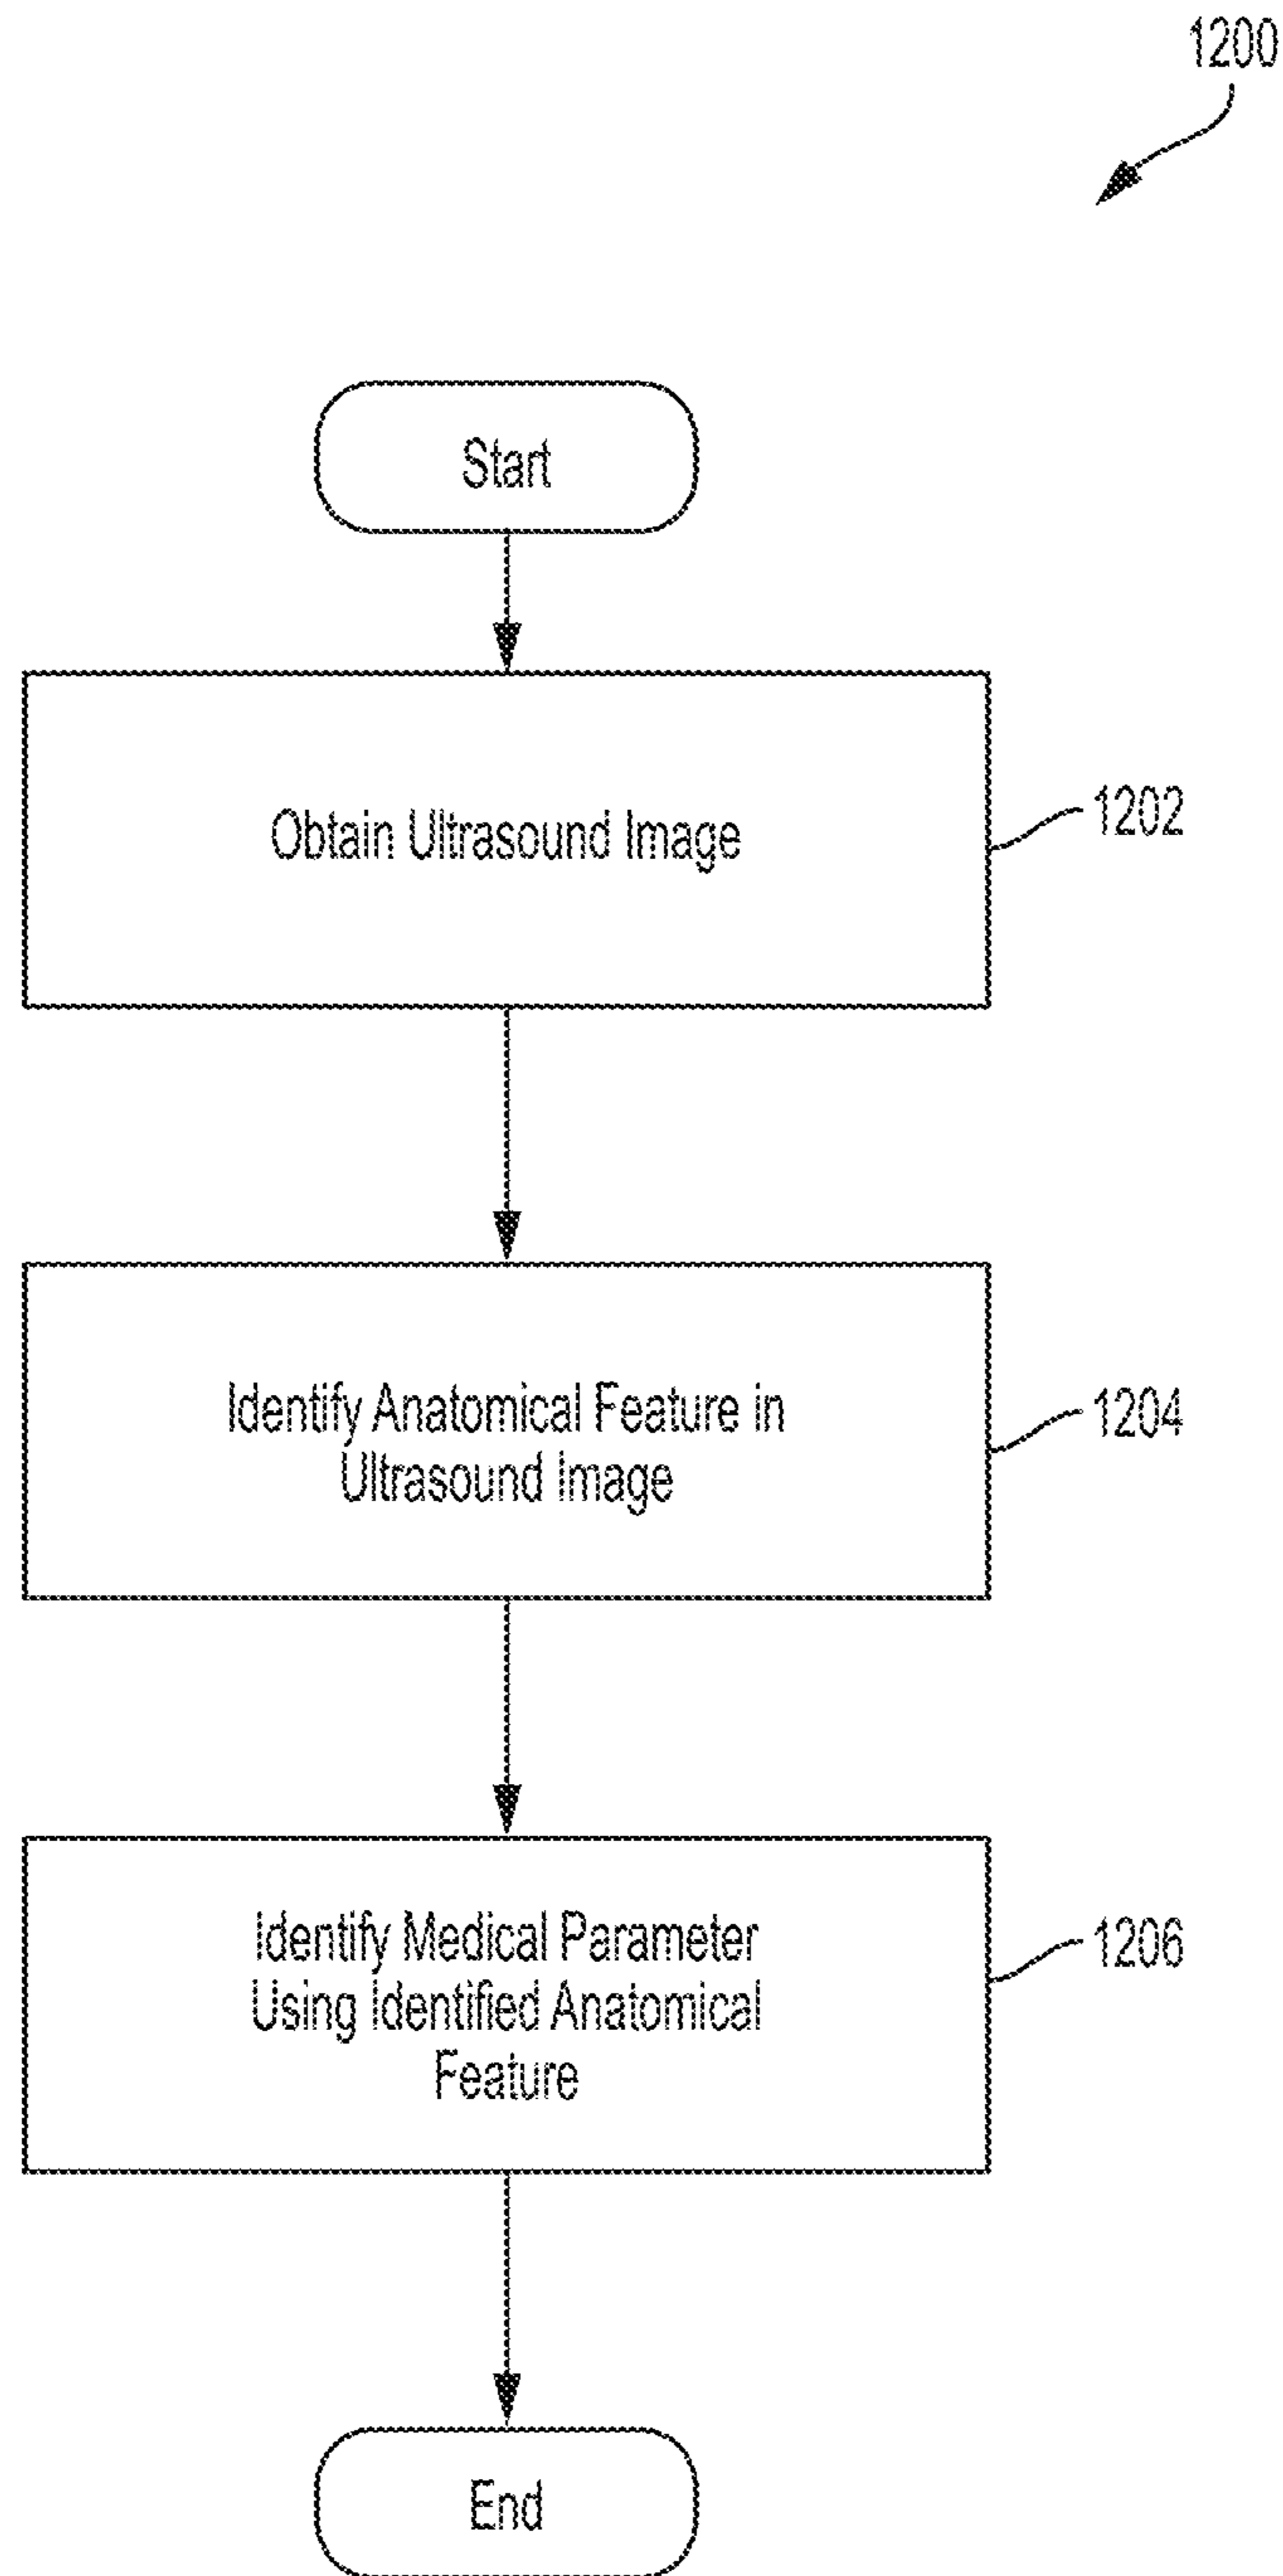 1200
Start
Obtain Ultrasound Image
1202
Identify Anatomical Feature in
Ultrasound Image
1204
Identify Medical Parameter
Using Identified Anatomical
Feature
1206
End